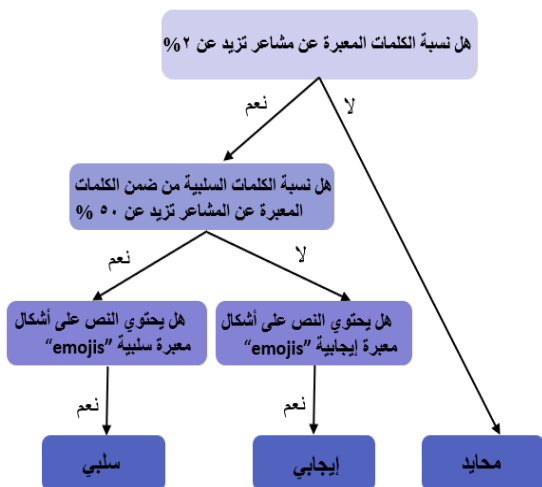 هل نسبة الكلمات المعبرة عن مشاعر تزيد عن ٢%
نعم
لا
هل نسبة الكلمات السلبية من ضمن الكلمات
المعبرة عن المشاعر تزيد عن ٥٠ %
لا
نعم
هل يحتوي النص على أشكال
معبرة إيجابية "emojis"
هل يحتوي النص على أشكال
معبرة سلبية "emojis"
نعم
نعم
محايد
إيجابي
سلبي